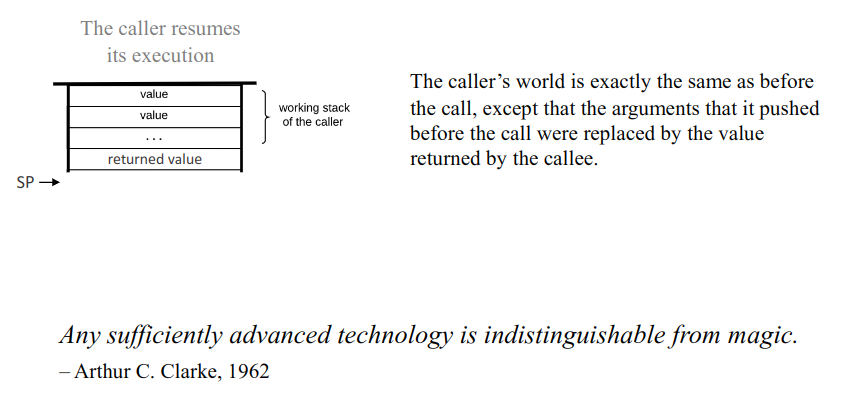 The caller resumes
its execution
value
value
...
returned value
SP
working stack
of the caller
The caller’s world is exactly the same as before
the call, except that the arguments that it pushed
before the call were replaced by the value
returned by the callee.
Any sufficiently advanced technology is indistinguishable from magic.
– Arthur C. Clarke, 1962